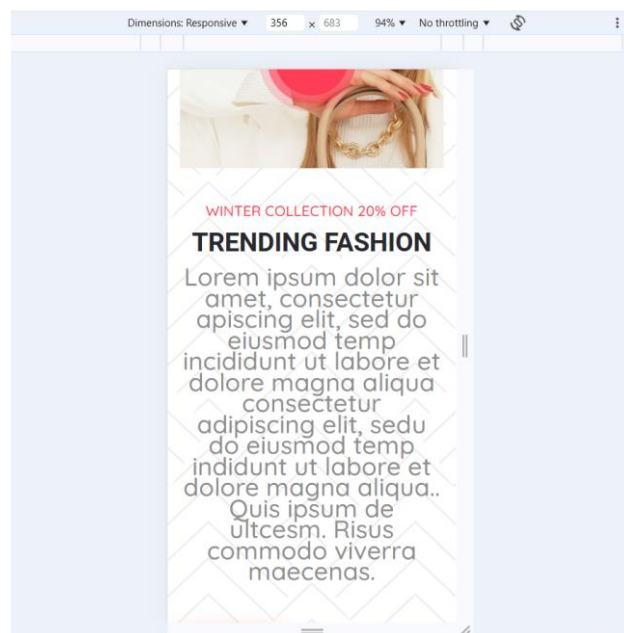 Dimensions: Responsive ▼ 356 × 683 94% ▼ No throttling ▼
WINTER COLLECTION 20% OFF
TRENDING FASHION
Lorem ipsum dolor sit
amet, consectetur
apiscing elit, sed do
eiusmod temp
incididunt ut labore et
dolore magna aliqua
consectetur
adipiscing elit, sedu
do eiusmod temp
indidunt ut labore et
dolore magna aliqua..
Quis ipsum de
ultcesm. Risus
commodo viverra
maecenas.